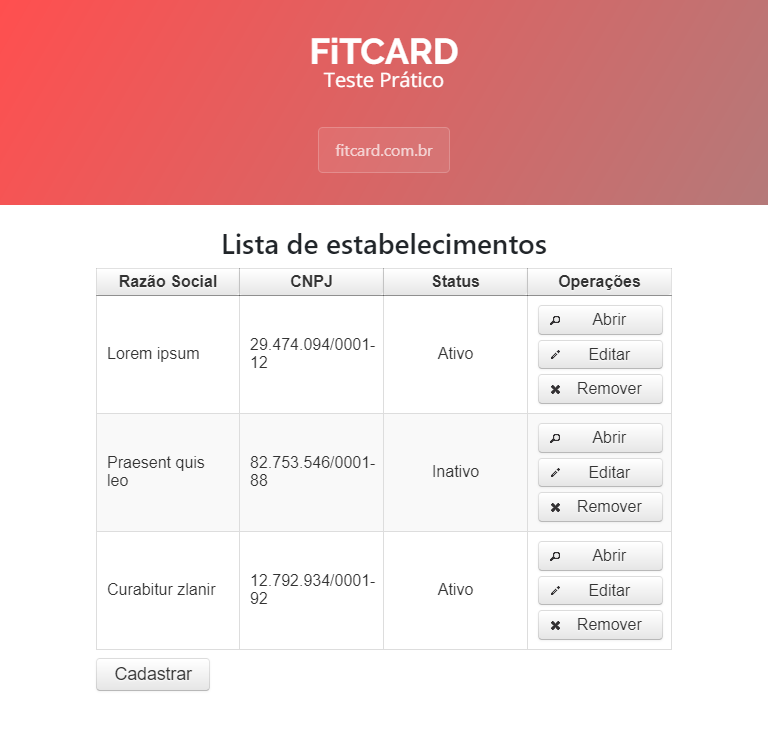 FiTCARD
Teste Prático
fitcard.com.br
Lista de estabelecimentos
Razão Social CNPJ Status Operações
Lorem ipsum
29.474.094/0001-
12
Ativo
Abrir
Editar
Remover
Praesent quis
leo
82.753.546/0001-
88
Inativo
Abrir
Editar
Remover
Curabitur zlanir
12.792.934/0001-
92
Ativo
Abrir
Editar
Remover
Cadastrar